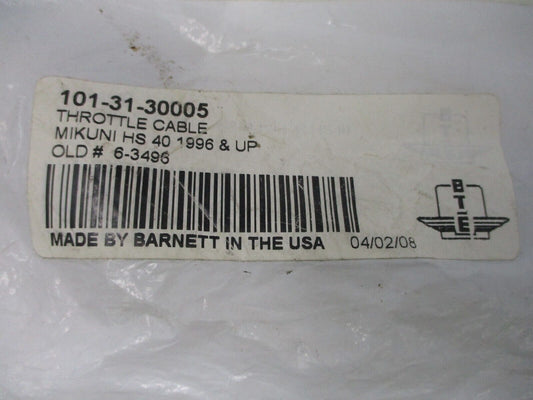 101-31-30005
THROTTLE CABLE
MIKUNI HS 40 1996 & UP
OLD # 6-3496
MADE BY BARNETT IN THE USA 04/02/08
B
T
E